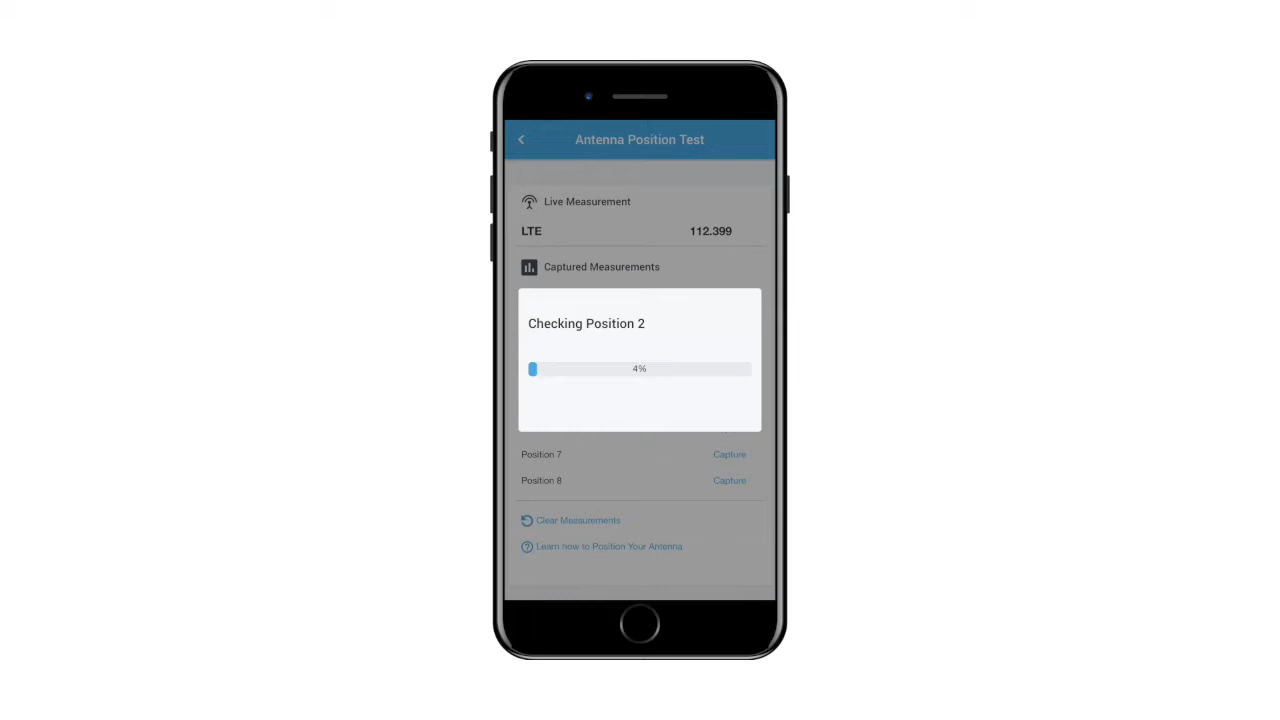 Antenna Position Test
Live Measurement
LTE 112.399
Captured Measurements
Checking Position 2
4%
Position 7 Capture
Position 8 Capture
Clear Measurements
Learn now to Position Your Antenna